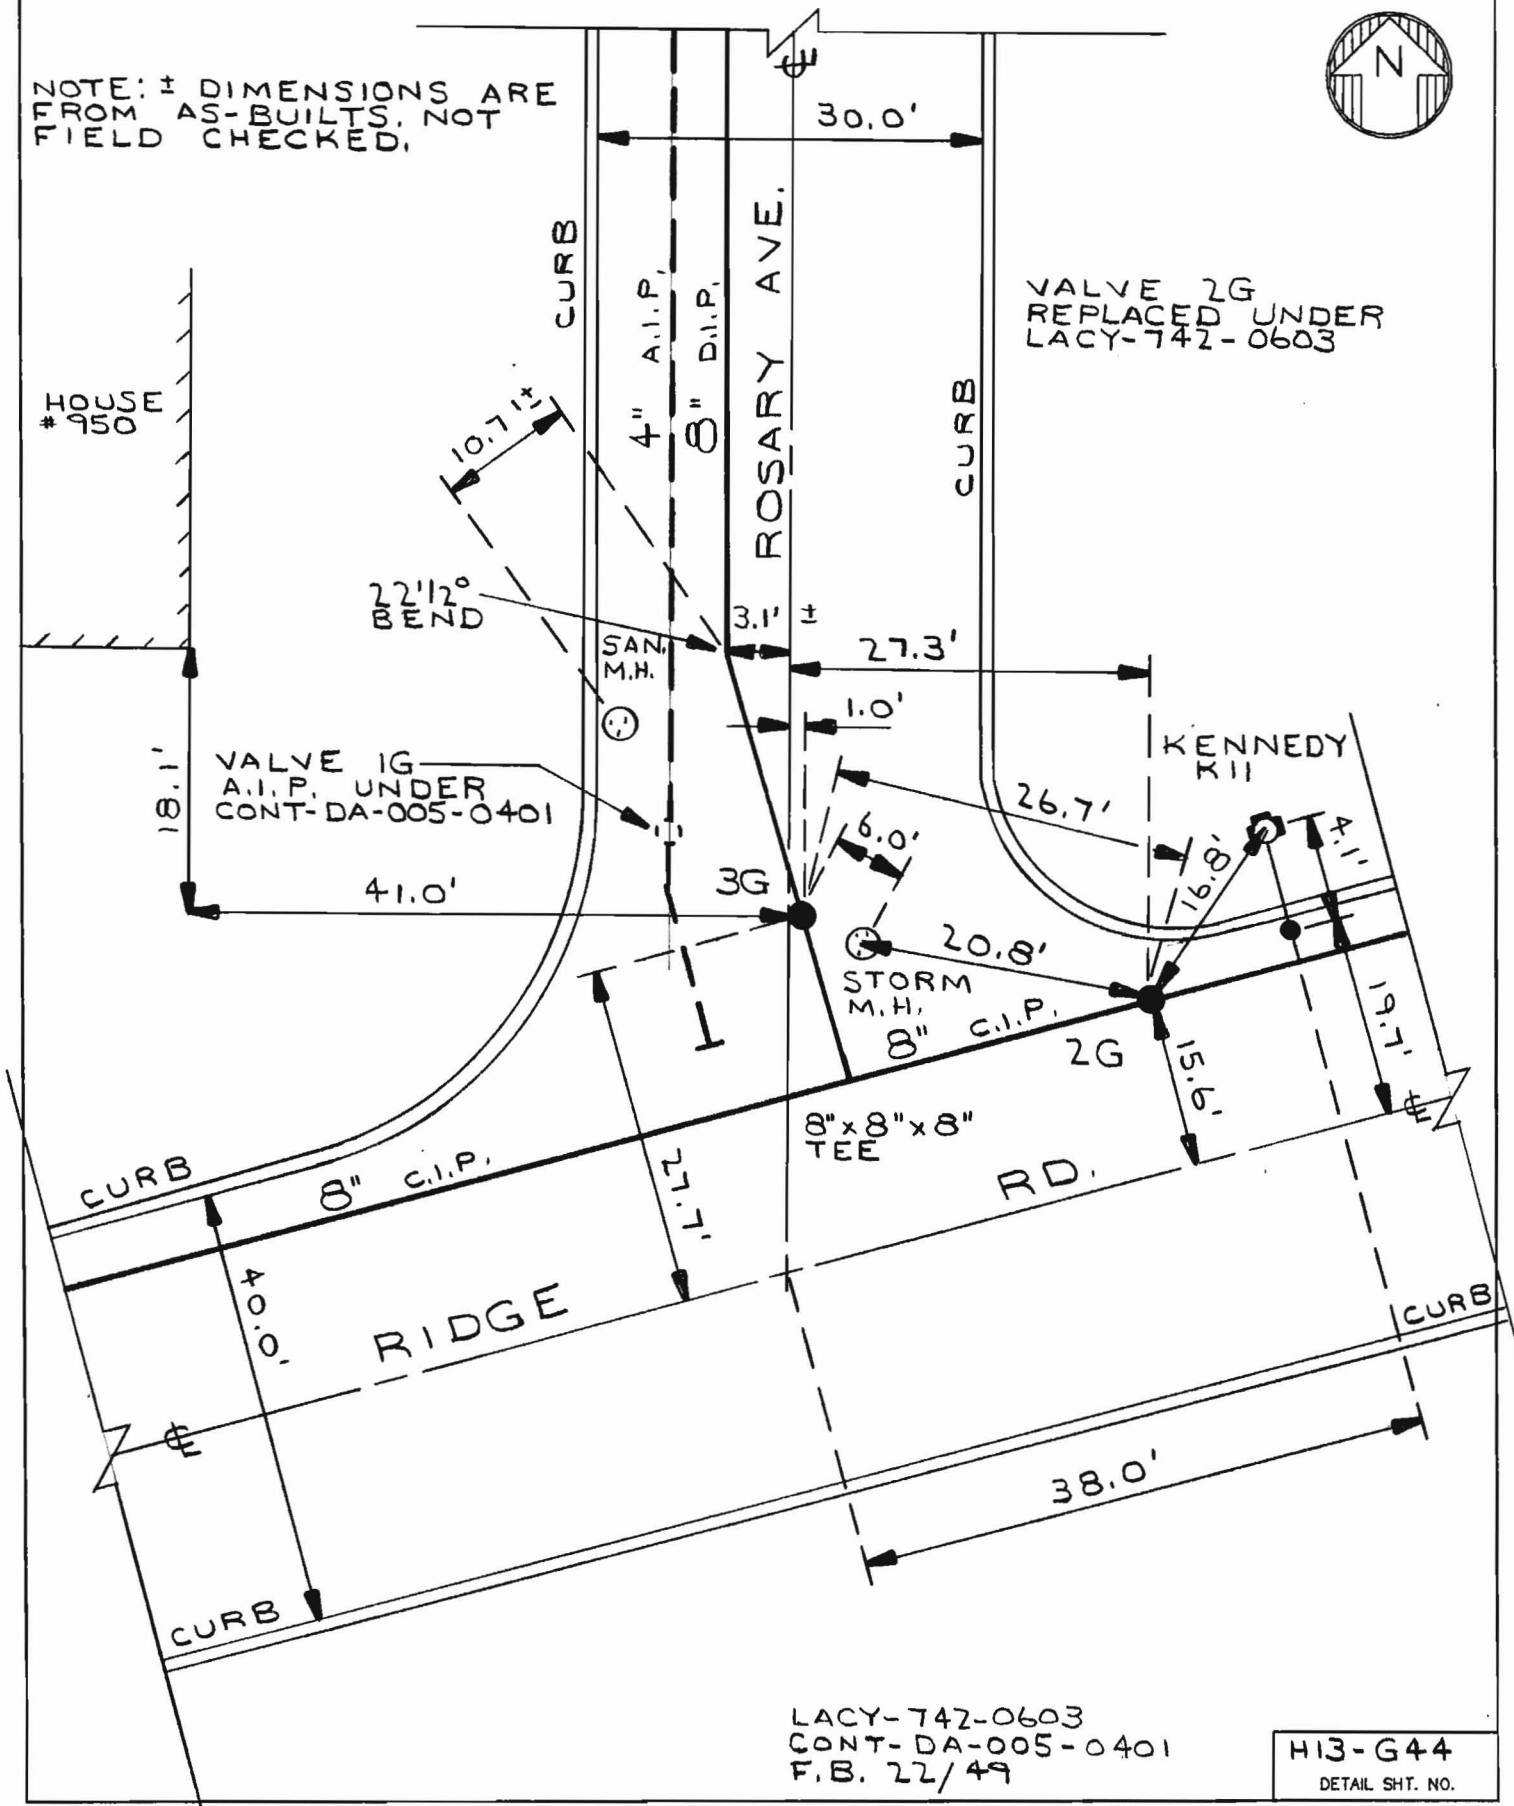 N
NOTE: ± DIMENSIONS ARE
FROM AS-BUILTS. NOT
FIELD CHECKED.
30.0'
CURB
4" A.I.P.
8" D.I.P.
ROSARY AVE.
CURB
VALVE 2G
REPLACED UNDER
LACY-742-0603
HOUSE
#950
10.7'±
22 1/2°
BEND
SAN.
M.H.
3.1' ±
27.3'
1.0'
18.1'
VALVE 1G
A.I.P. UNDER
CONT-DA-005-0401
KENNEDY
K11
26.7'
6.0'
16.8'
4.1'
41.0'
3G
20.8'
STORM
M.H.
8" C.I.P.
2G
15.6'
19.7'
8" x 8" x 8"
TEE
CURB
8" C.I.P.
27.7'
RIDGE RD.
40.0'
CURB
38.0'
CURB
LACY-742-0603
CONT-DA-005-0401
F.B. 22/49
H13-G44
DETAIL SHT. NO.